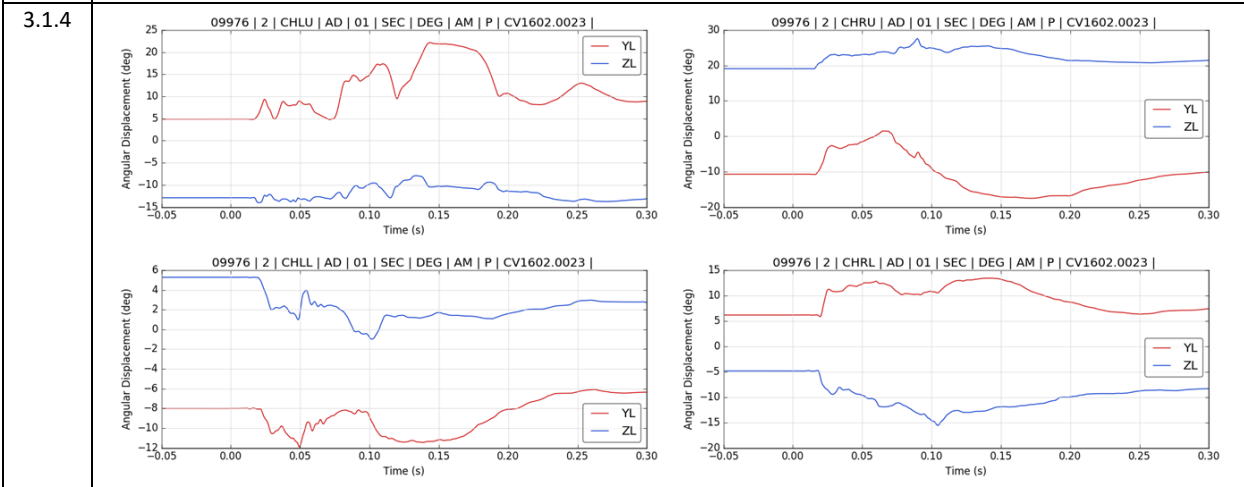 3.1.4
09976 | 2 | CHLU | AD | 01 | SEC | DEG | AM | P | CV1602.0023 |
25
20
15
10
5
0
−5
−10
−15
Angular Displacement (deg)
YL
ZL
−0.05 0.00 0.05 0.10 0.15 0.20 0.25 0.30
Time (s)
09976 | 2 | CHRU | AD | 01 | SEC | DEG | AM | P | CV1602.0023 |
30
20
10
0
−10
−20
Angular Displacement (deg)
YL
ZL
−0.05 0.00 0.05 0.10 0.15 0.20 0.25 0.30
Time (s)
09976 | 2 | CHLL | AD | 01 | SEC | DEG | AM | P | CV1602.0023 |
6
4
2
0
−2
−4
−6
−8
−10
−12
Angular Displacement (deg)
YL
ZL
−0.05 0.00 0.05 0.10 0.15 0.20 0.25 0.30
Time (s)
09976 | 2 | CHRL | AD | 01 | SEC | DEG | AM | P | CV1602.0023 |
15
10
5
0
−5
−10
−15
−20
Angular Displacement (deg)
YL
ZL
−0.05 0.00 0.05 0.10 0.15 0.20 0.25 0.30
Time (s)